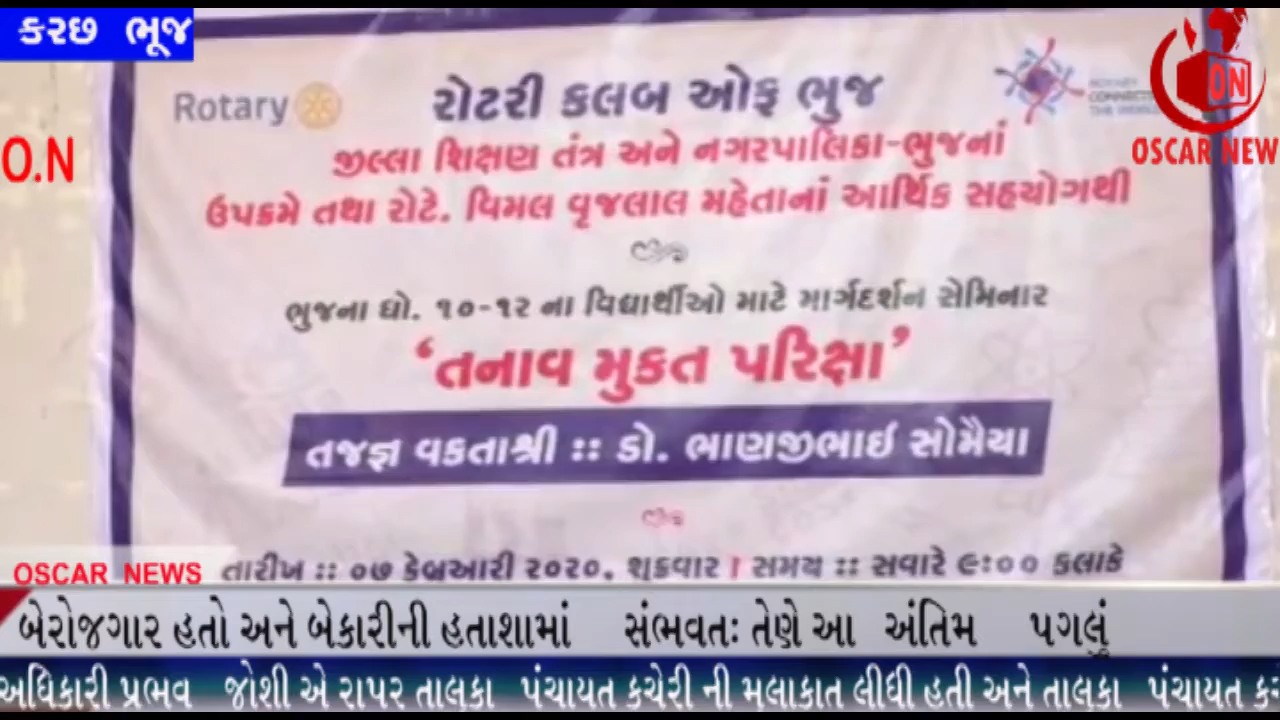 કચ્છ ભૂજ
O.N
ON
OSCAR NEW
Rotary
રોટરી કલબ ઓફ ભુજ
જીલ્લા શિક્ષણ તંત્ર અને નગરપાલિકા-ભુજનાં
ઉપક્રમે તથા રોટે. વિમલ વૃજલાલ મહેતાનાં આર્થિક સહયોગથી
ભુજના ધો. ૧૦-૧૨ ના વિદ્યાર્થીઓ માટે માર્ગદર્શન સેમિનાર
‘તનાવ મુકત પરિક્ષા’
તજજ્ઞ વકતાશ્રી :: ડો. ભાણજીભાઈ સોમૈયા
તારીખ :: ૦૭ ફેબ્રુઆરી ૨૦૨૦, શુક્રવાર । સમય :: સવારે ૯:૦૦ કલાકે
OSCAR NEWS
બેરોજગાર હતો અને બેકારીની હતાશામાં સંભવતઃ તેણે આ અંતિમ પગલું
અધિકારી પ્રભવ જોશી એ રાપર તાલુકા પંચાયત કચેરી ની મુલાકાત લીધી હતી અને તાલુકા પંચાયત